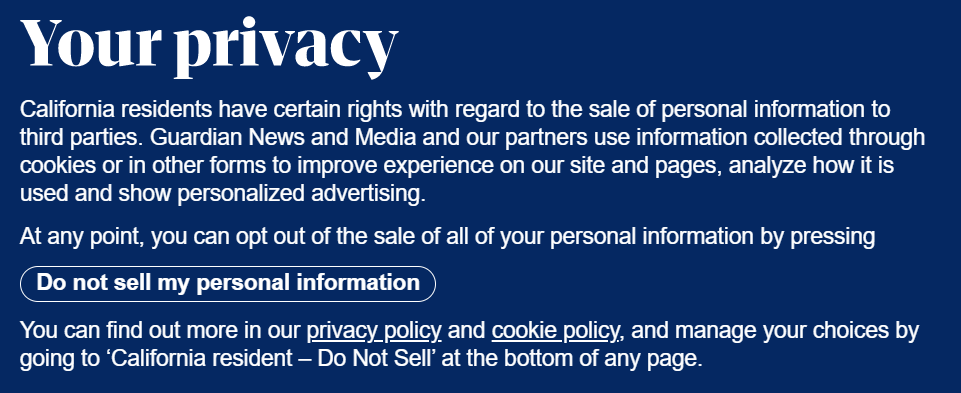 Your privacy
California residents have certain rights with regard to the sale of personal information to
third parties. Guardian News and Media and our partners use information collected through
cookies or in other forms to improve experience on our site and pages, analyze how it is
used and show personalized advertising.
At any point, you can opt out of the sale of all of your personal information by pressing
Do not sell my personal information
You can find out more in our privacy policy and cookie policy, and manage your choices by
going to ‘California resident – Do Not Sell’ at the bottom of any page.